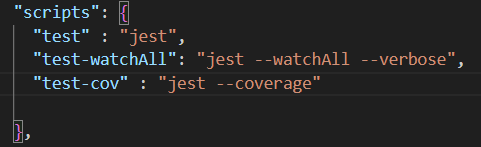 "scripts": {
"test" : "jest",
"test-watchAll": "jest --watchAll --verbose",
"test-cov" : "jest --coverage"
},